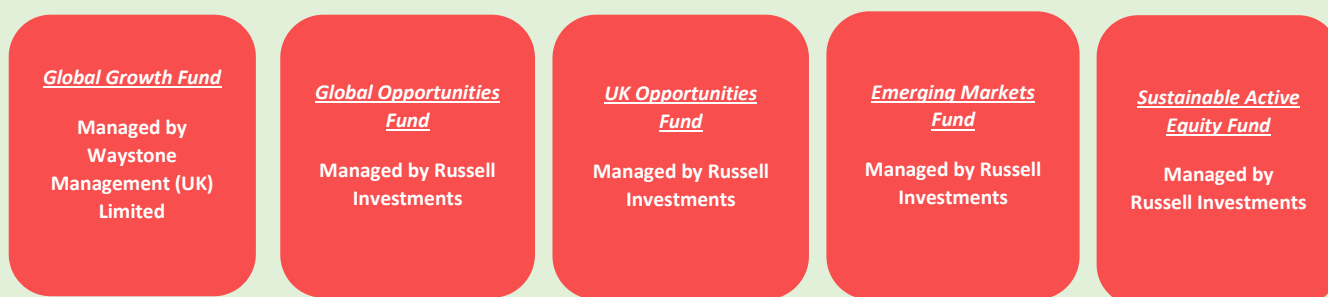 Global Growth Fund
Managed by
Waystone
Management (UK)
Limited
Global Opportunities
Fund
Managed by Russell
Investments
UK Opportunities
Fund
Managed by Russell
Investments
Emerging Markets
Fund
Managed by Russell
Investments
Sustainable Active
Equity Fund
Managed by
Russell Investments